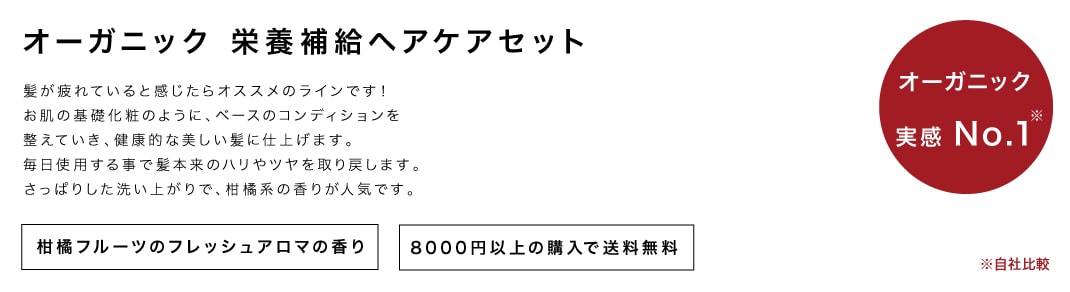 オーガニック 栄養補給ヘアケアセット
髪が疲れていると感じたらオススメのラインです！
お肌の基礎化粧のように、ベースのコンディションを
整えていき、健康的な美しい髪に仕上げます。
毎日使用する事で髪本来のハリやツヤを取り戻します。
さっぱりした洗い上がりで、柑橘系の香りが人気です。
柑橘フルーツのフレッシュアロマの香り
8000円以上の購入で送料無料
オーガニック
実感 No.1※
※自社比較